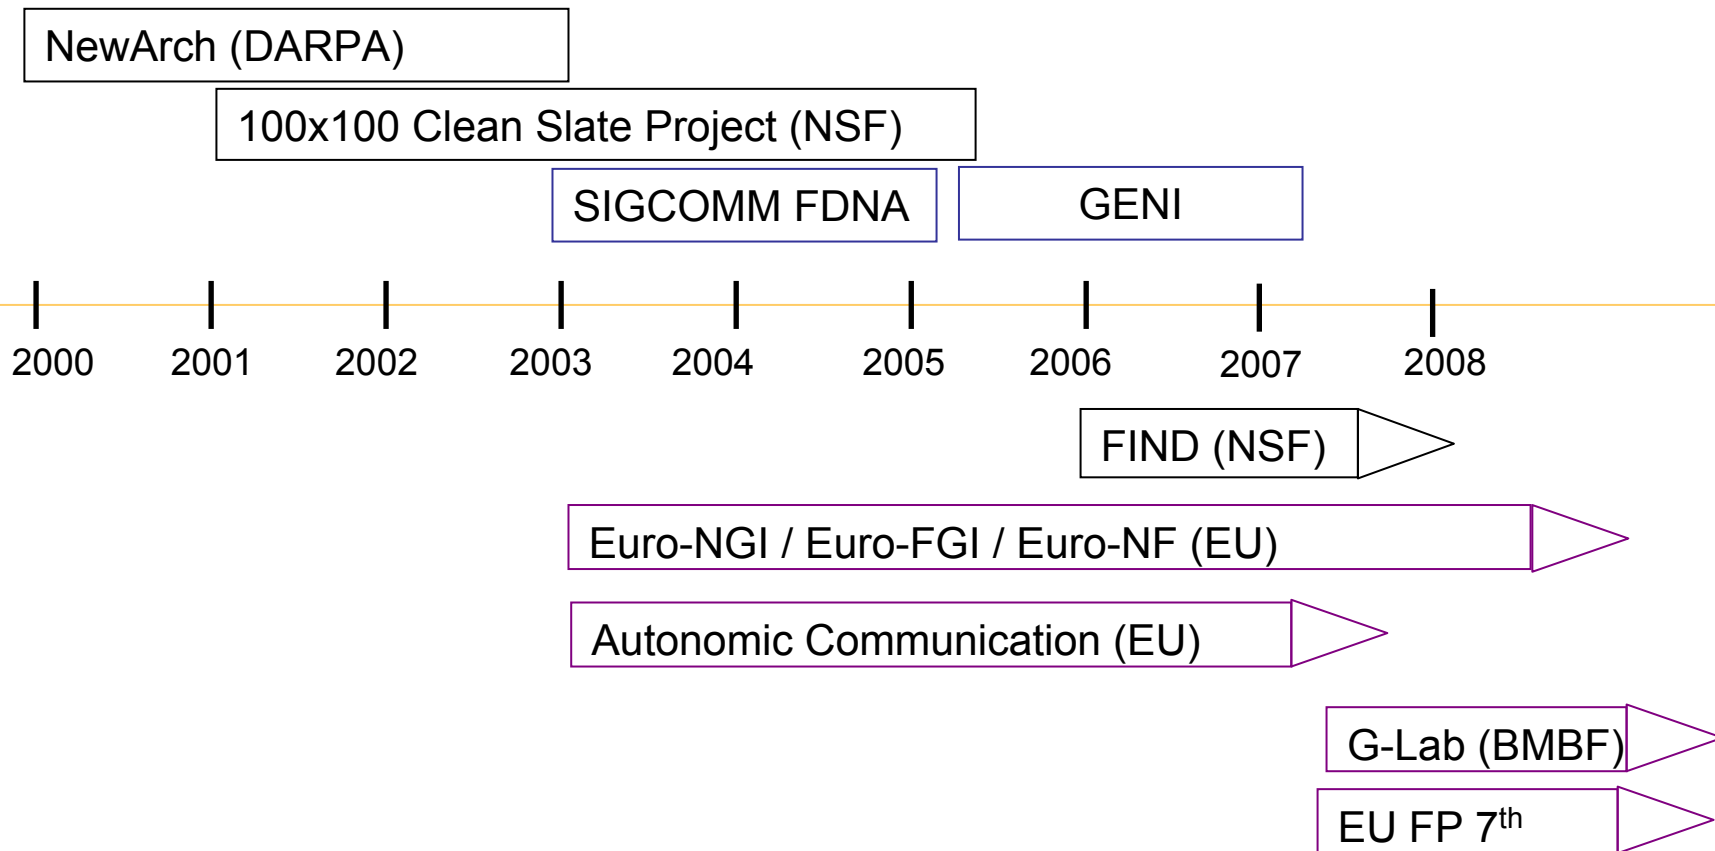 NewArch (DARPA)
100x100 Clean Slate Project (NSF)
SIGCOMM FDNA
GENI
2000 2001 2002 2003 2004 2005 2006 2007 2008
FIND (NSF)
Euro-NGI / Euro-FGI / Euro-NF (EU)
Autonomic Communication (EU)
G-Lab (BMBF)
EU FP 7th